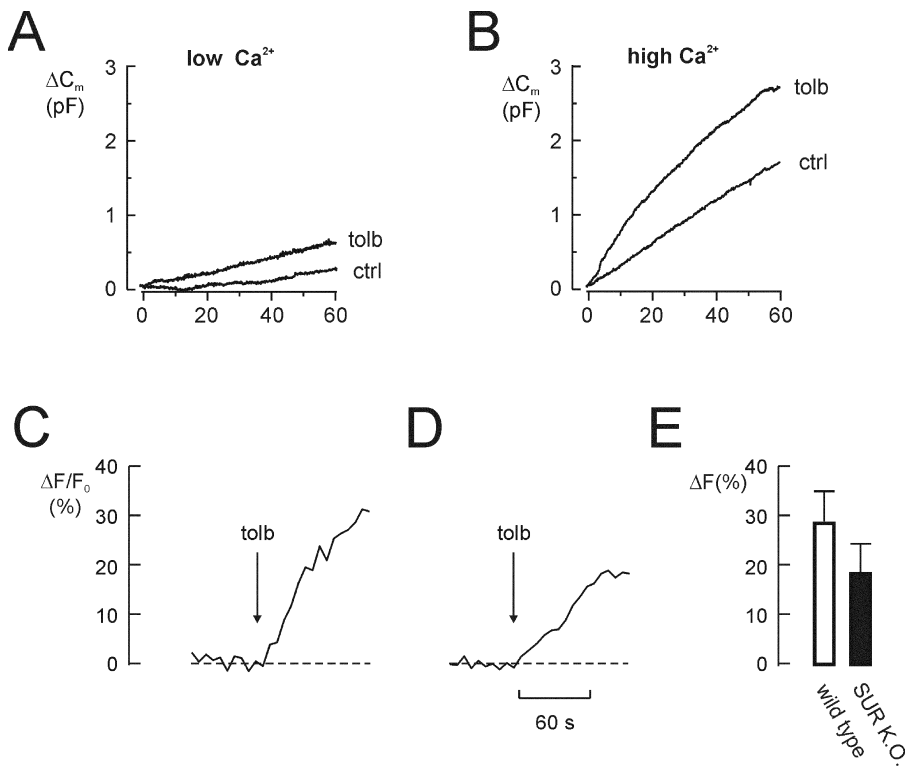 A
low Ca²⁺
ΔCₘ
(pF)
3
2
1
0
tolb
ctrl
0 20 40 60
B
high Ca²⁺
ΔCₘ
(pF)
3
2
1
0
tolb
ctrl
0 20 40 60
C
ΔF/F₀
(%)
40
30
20
10
0
tolb
D
tolb
60 s
E
ΔF(%)
40
30
20
10
0
wild type
SUR K.O.